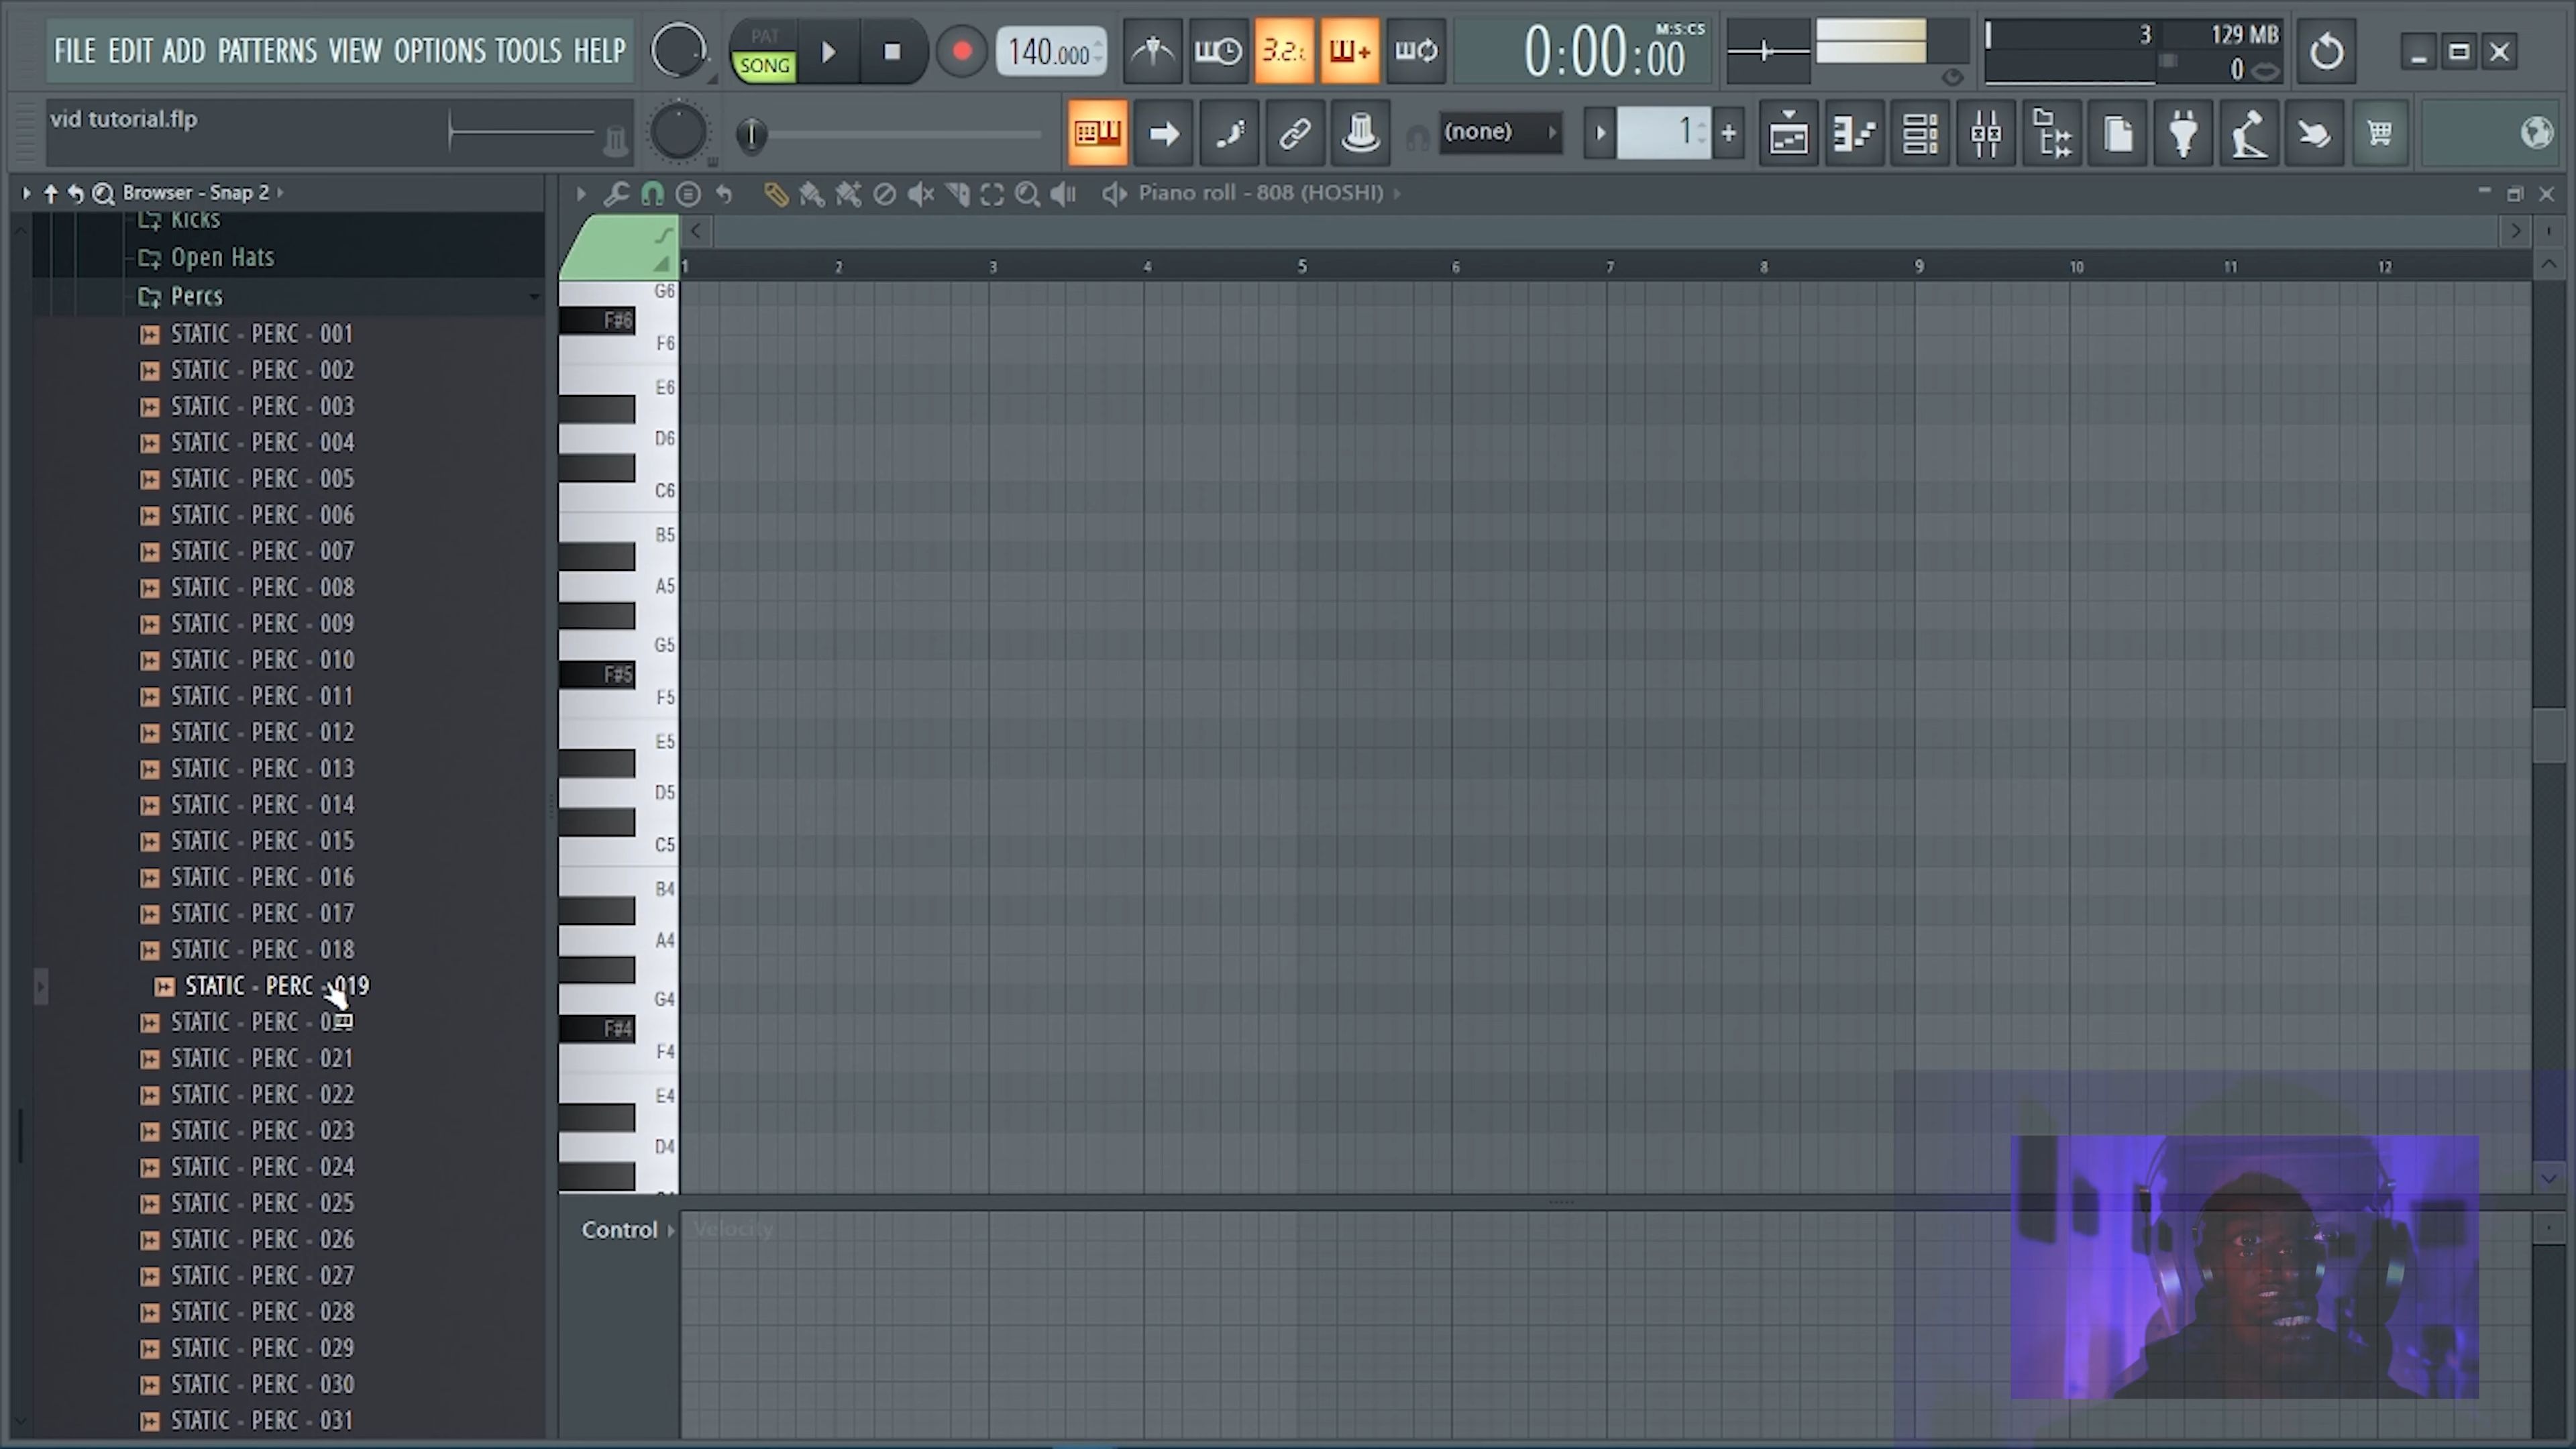 FILE EDIT ADD PATTERNS VIEW OPTIONS TOOLS HELP
PAT
SONG
140.000
3.2
0:00:00
M:S:CS
3
129 MB
0
vid tutorial.flp
(none)
1
Browser - Snap 2
Piano roll - 808 (HOSHI)
Kicks
Open Hats
Percs
STATIC - PERC - 001
STATIC - PERC - 002
STATIC - PERC - 003
STATIC - PERC - 004
STATIC - PERC - 005
STATIC - PERC - 006
STATIC - PERC - 007
STATIC - PERC - 008
STATIC - PERC - 009
STATIC - PERC - 010
STATIC - PERC - 011
STATIC - PERC - 012
STATIC - PERC - 013
STATIC - PERC - 014
STATIC - PERC - 015
STATIC - PERC - 016
STATIC - PERC - 017
STATIC - PERC - 018
STATIC - PERC - 019
STATIC - PERC -
STATIC - PERC - 021
STATIC - PERC - 022
STATIC - PERC - 023
STATIC - PERC - 024
STATIC - PERC - 025
STATIC - PERC - 026
STATIC - PERC - 027
STATIC - PERC - 028
STATIC - PERC - 029
STATIC - PERC - 030
STATIC - PERC - 031
1 2 3 4 5 6 7 8 9 10 11 12
G6
F#6
F6
E6
D6
C6
B5
A5
G5
F#5
F5
E5
D5
C5
B4
A4
G4
F#4
F4
E4
D4
Control
Velocity